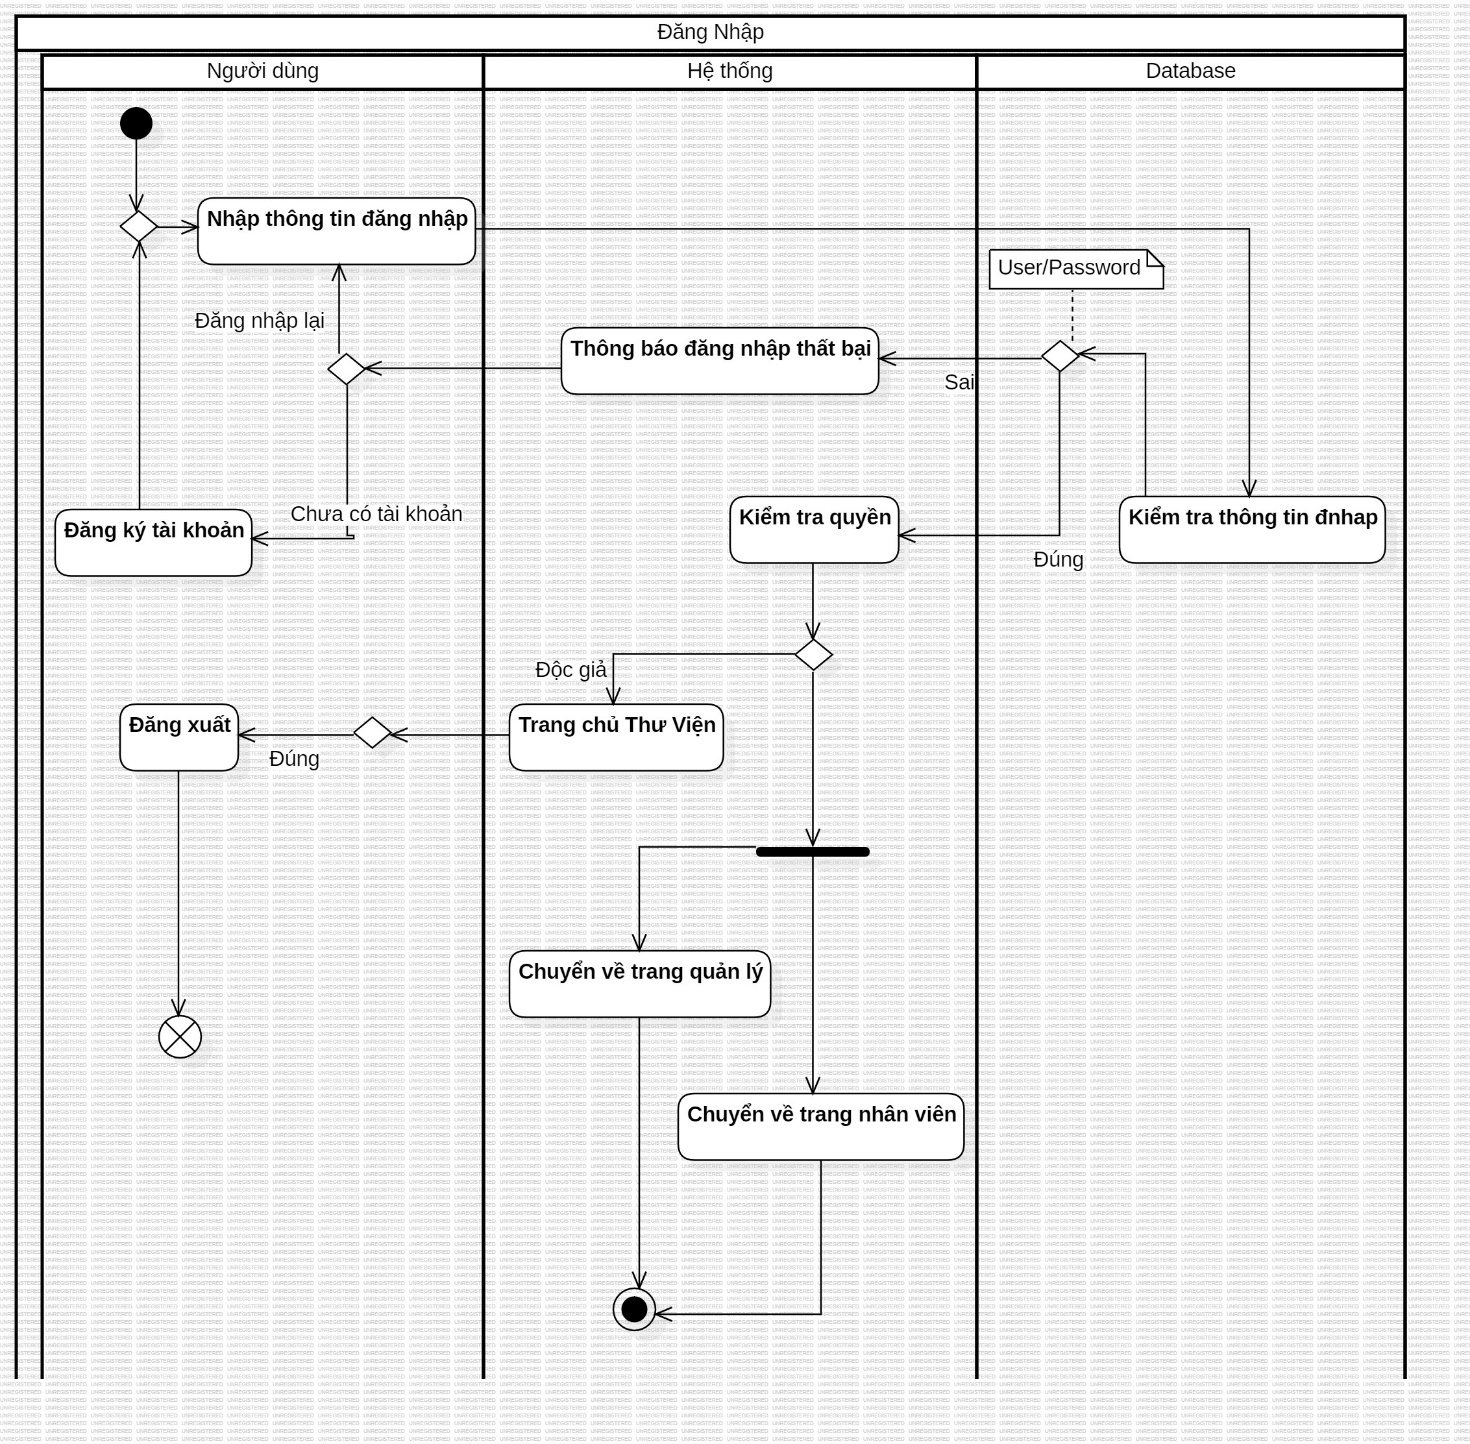 Đăng Nhập
Người dùng
Hệ thống
Database
Nhập thông tin đăng nhập
User/Password
Đăng nhập lại
Thông báo đăng nhập thất bại
Sai
Chưa có tài khoản
Đăng ký tài khoản
Kiểm tra quyền
Kiểm tra thông tin đnhap
Đúng
Độc giả
Đăng xuất
Trang chủ Thư Viện
Đúng
Chuyển về trang quản lý
Chuyển về trang nhân viên
UNREGISTERED